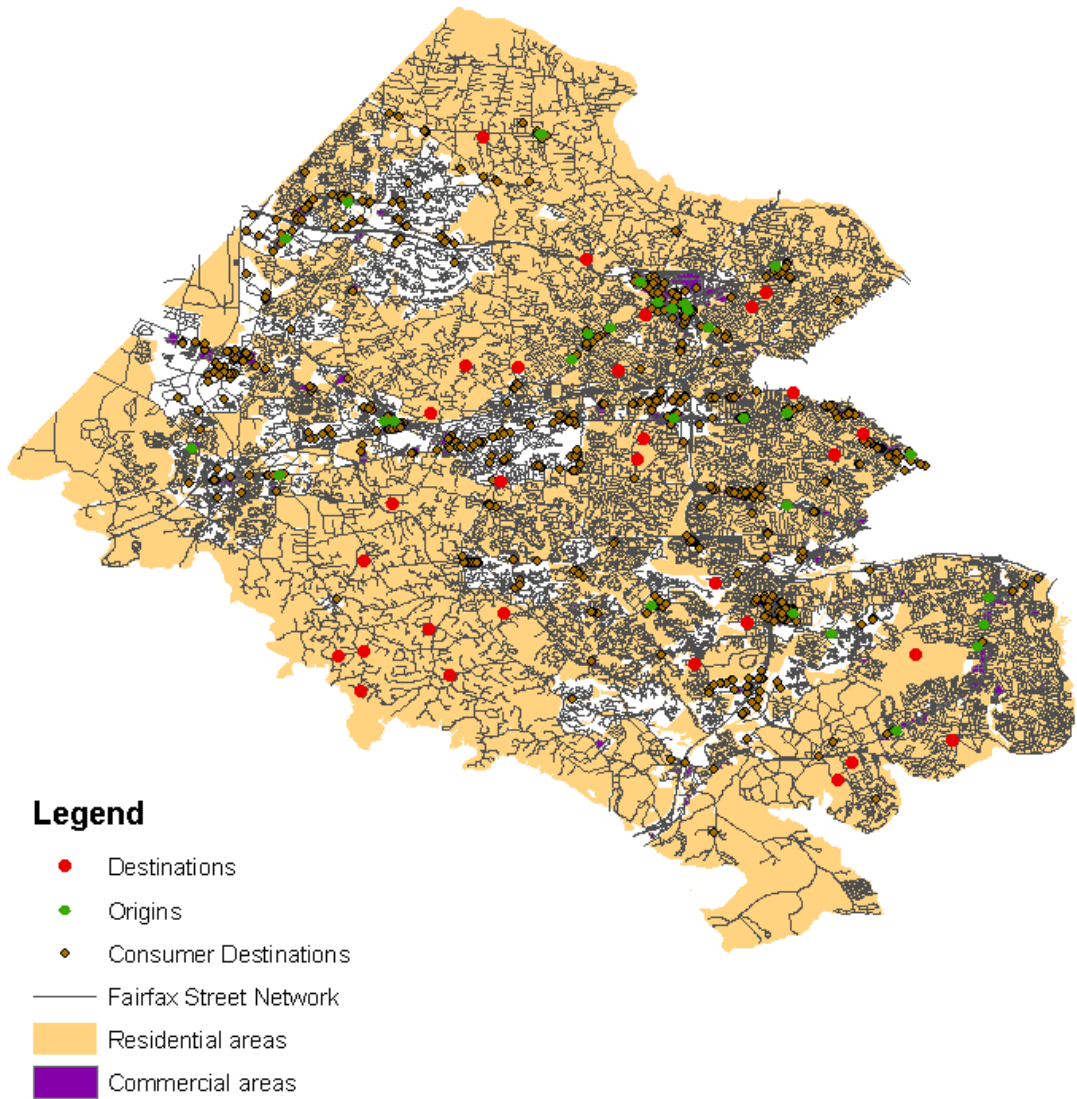 Legend
Destinations
Origins
Consumer Destinations
Fairfax Street Network
Residential areas
Commercial areas